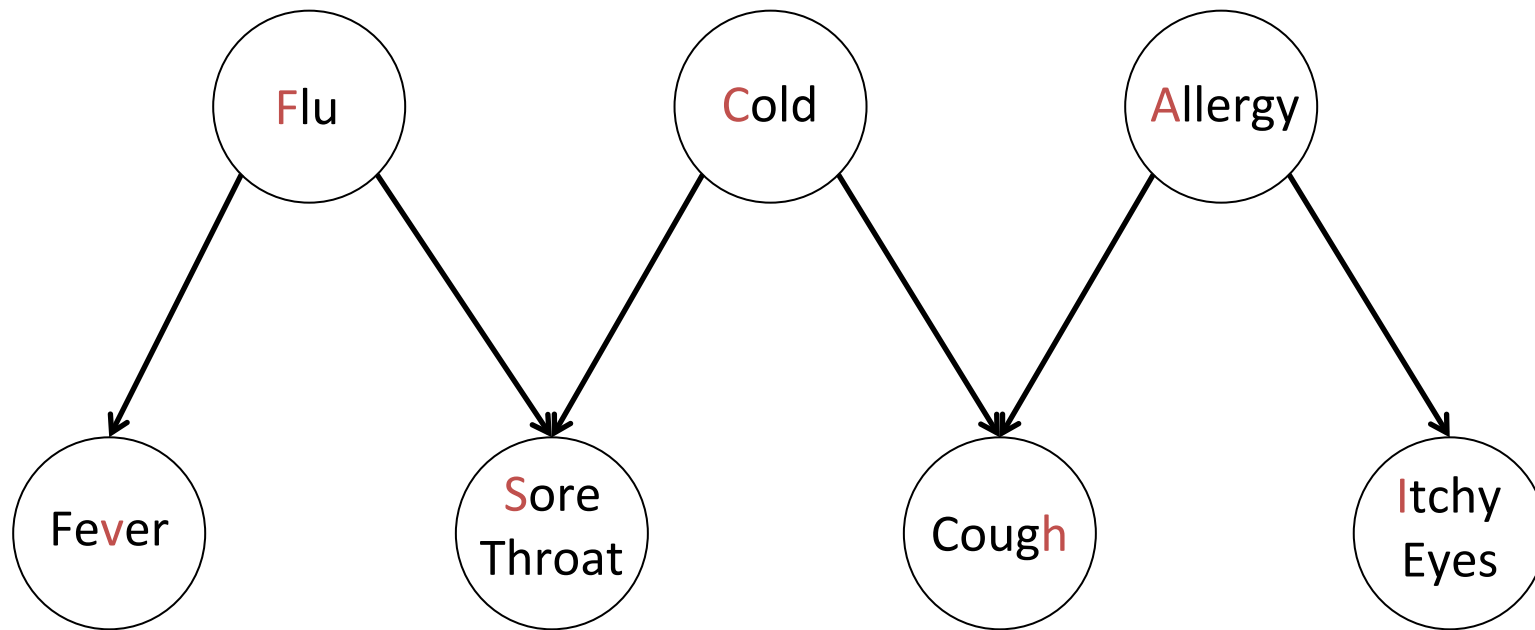 Flu
Cold
Allergy
Fever
Sore
Throat
Cough
Itchy
Eyes